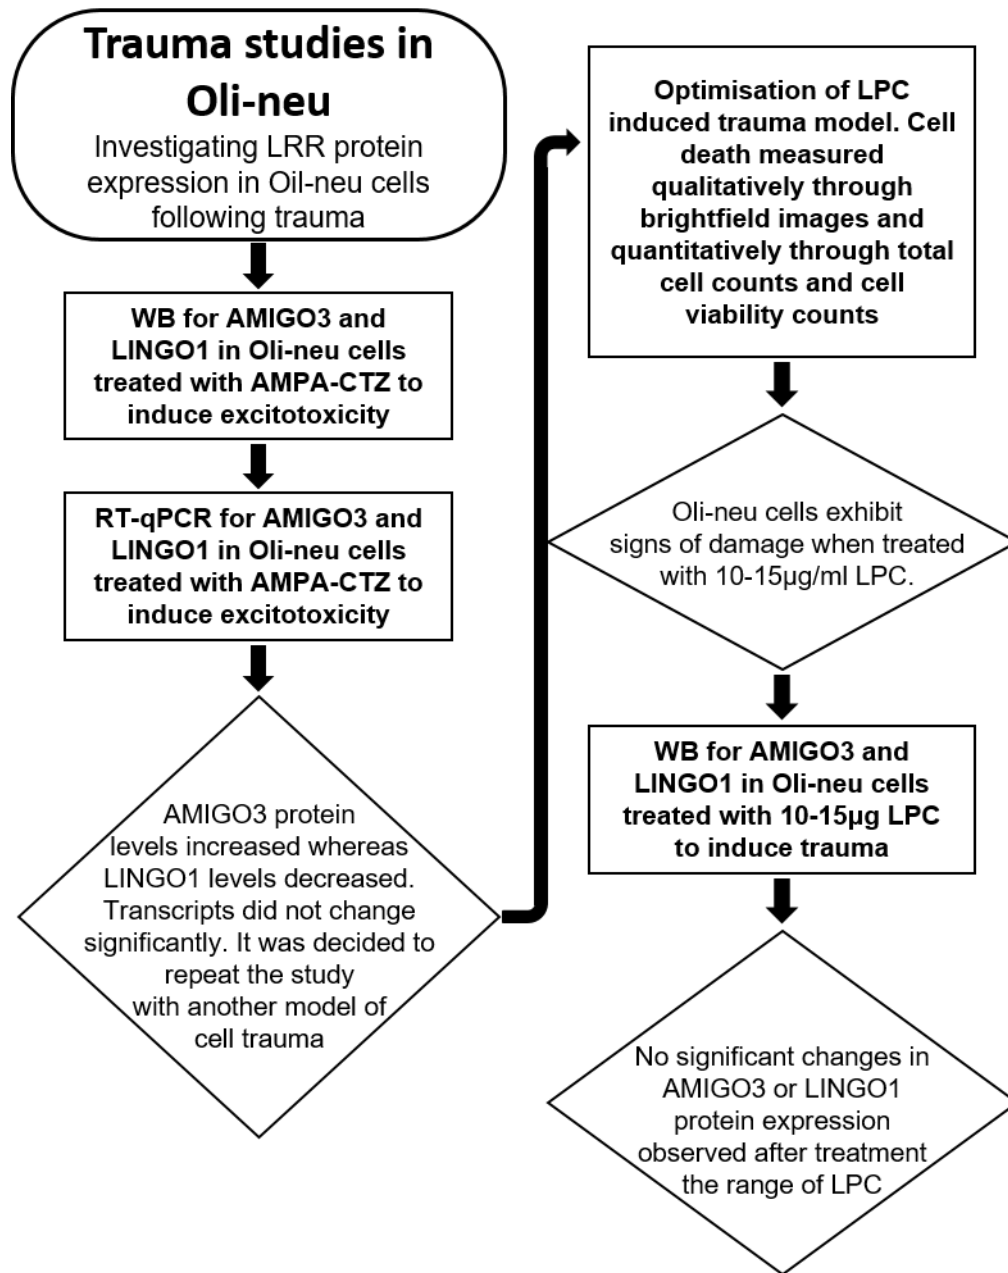 Trauma studies in
Oli-neu
Investigating LRR protein
expression in Oil-neu cells
following trauma
WB for AMIGO3 and
LINGO1 in Oli-neu cells
treated with AMPA-CTZ to
induce excitotoxicity
RT-qPCR for AMIGO3 and
LINGO1 in Oli-neu cells
treated with AMPA-CTZ to
induce excitotoxicity
AMIGO3 protein
levels increased whereas
LINGO1 levels decreased.
Transcripts did not change
significantly. It was decided to
repeat the study
with another model of
cell trauma
Optimisation of LPC
induced trauma model. Cell
death measured
qualitatively through
brightfield images and
quantitatively through total
cell counts and cell
viability counts
Oli-neu cells exhibit
signs of damage when treated
with 10-15µg/ml LPC.
WB for AMIGO3 and
LINGO1 in Oli-neu cells
treated with 10-15µg LPC
to induce trauma
No significant changes in
AMIGO3 or LINGO1
protein expression
observed after treatment
the range of LPC